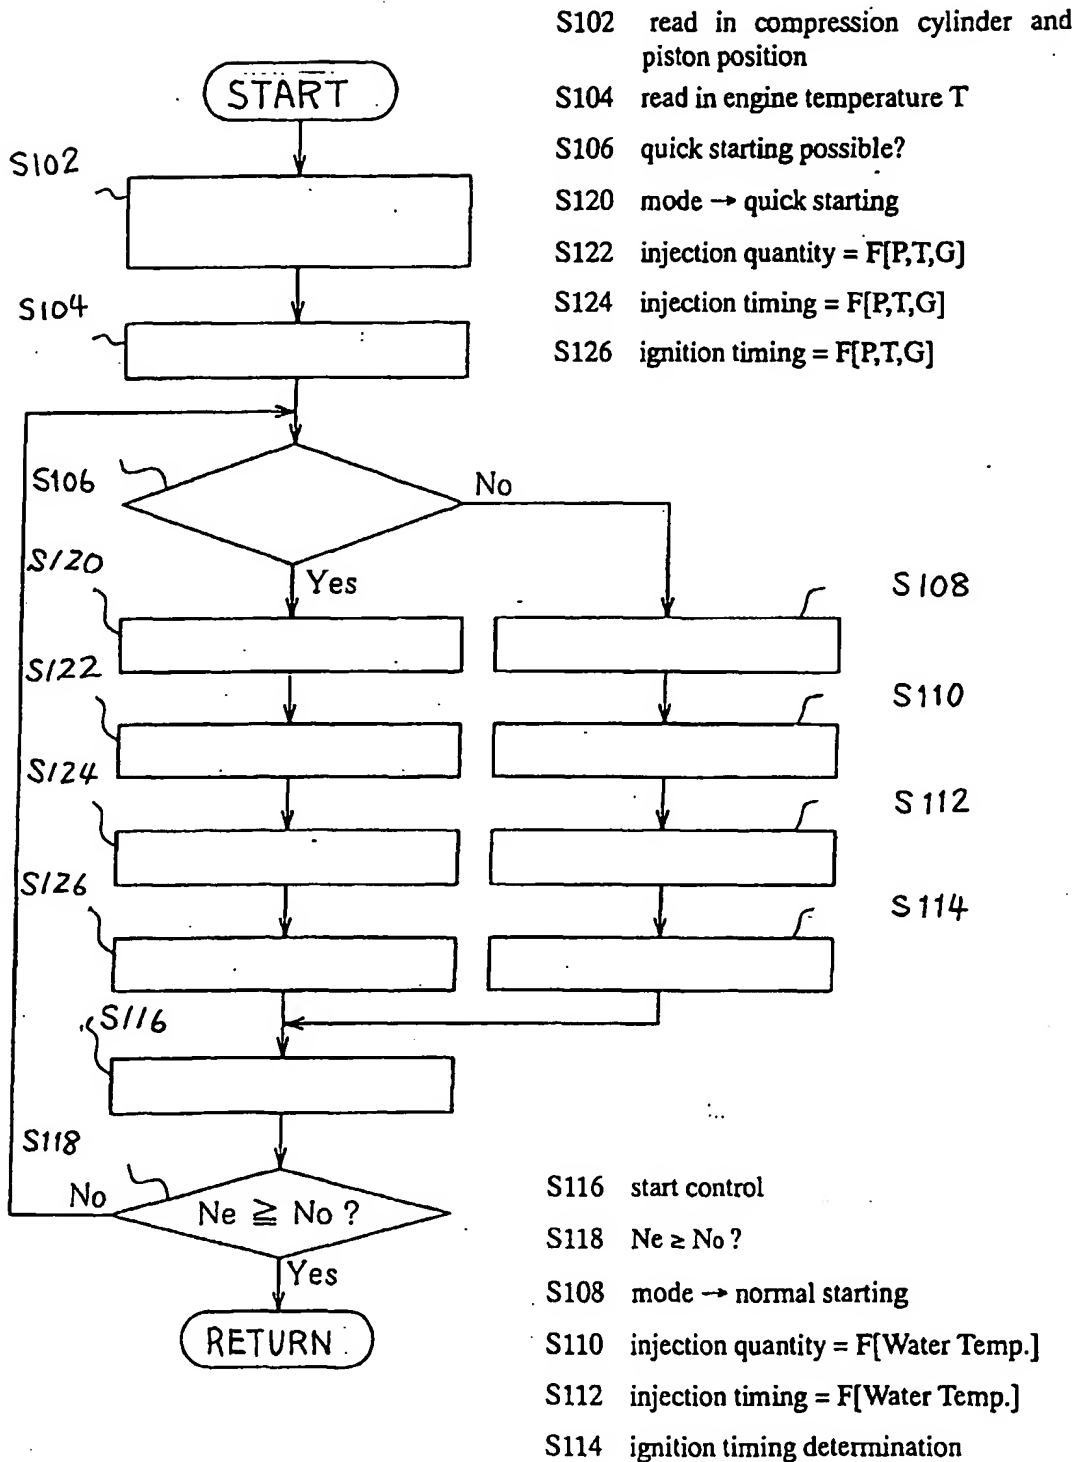 S102 read in compression cylinder and
piston position
S104 read in engine temperature T
S106 quick starting possible?
S120 mode → quick starting
S122 injection quantity = F[P,T,G]
S124 injection timing = F[P,T,G]
S126 ignition timing = F[P,T,G]
START
S102
S104
S106
No
S120
Yes
S108
S122
S110
S124
S112
S126
S114
S116
S118
No
Ne ≧ No ?
Yes
RETURN
S116 start control
S118 Ne ≥ No ?
S108 mode → normal starting
S110 injection quantity = F[Water Temp.]
S112 injection timing = F[Water Temp.]
S114 ignition timing determination